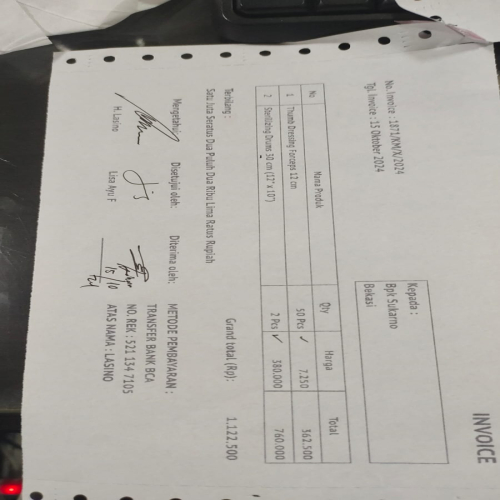 INVOICE
No. Invoice : 1871/KM/X/2024
Tgl. Invoice : 15 Oktober 2024
Kepada :
Bpk Sukarno
Bekasi
No Nama Produk Qty Harga Total
1 Thumb Dressing Forceps 12 cm 50 Pcs ✓ 7.250 362.500
2 Sterilizing Drums 30 cm (12" x 10") 2 Pcs ✓ 380.000 760.000
Grand total (Rp): 1.122.500
Terbilang :
Satu Juta Seratus Dua Puluh Dua Ribu Lima Ratus Rupiah
Mengetahui: Disetujui oleh: Diterima oleh:
15/10
H. Lasino Lisa Ayu F
METODE PEMBAYARAN :
TRANSFER BANK BCA
NO. REK : 521 134 7105
ATAS NAMA : LASINO